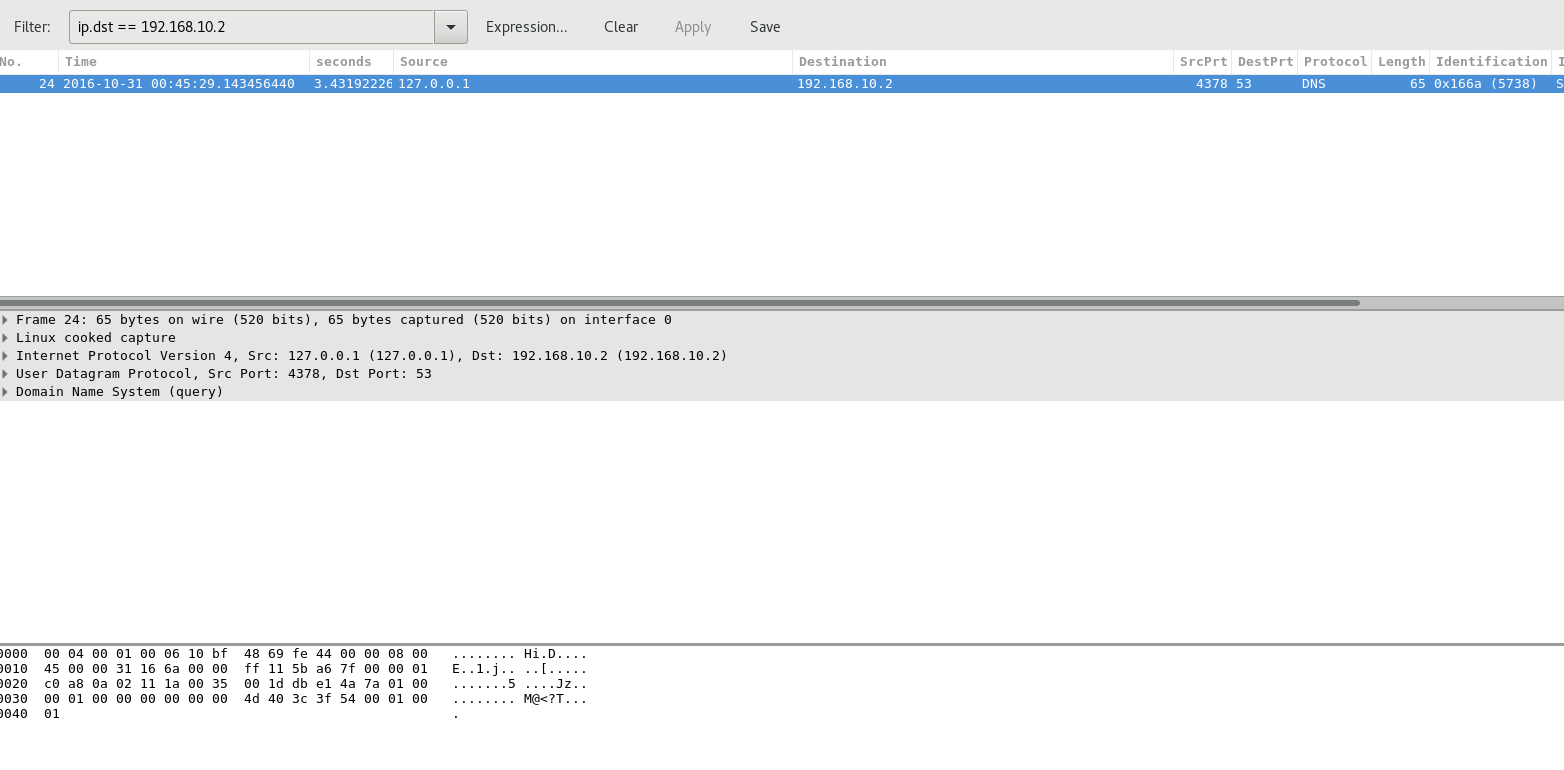 Filter: ip.dst == 192.168.10.2 Expression... Clear Apply Save
No. Time seconds Source Destination SrcPrt DestPrt Protocol Length Identification I
24 2016-10-31 00:45:29.143456440 3.43192226 127.0.0.1 192.168.10.2 4378 53 DNS 65 0x166a (5738) S
Frame 24: 65 bytes on wire (520 bits), 65 bytes captured (520 bits) on interface 0
Linux cooked capture
Internet Protocol Version 4, Src: 127.0.0.1 (127.0.0.1), Dst: 192.168.10.2 (192.168.10.2)
User Datagram Protocol, Src Port: 4378, Dst Port: 53
Domain Name System (query)
0000 00 04 00 01 00 06 10 bf 48 69 fe 44 00 00 08 00 ........ Hi.D....
0010 45 00 00 31 16 6a 00 00 ff 11 5b a6 7f 00 00 01 E..1.j.. ..[.....
0020 c0 a8 0a 02 11 1a 00 35 00 1d db e1 4a 7a 01 00 .......5 ....Jz..
0030 00 01 00 00 00 00 00 00 4d 40 3c 3f 54 00 01 00 ........ M@<?T...
0040 01 .